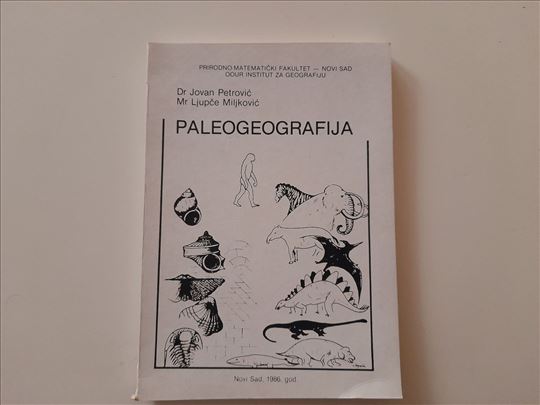 PRIRODNO-MATEMATIČKI FAKULTET — NOVI SAD
OOUR INSTITUT ZA GEOGRAFIJU
Dr Jovan Petrović
Mr Ljupče Miljković
PALEOGEOGRAFIJA
Novi Sad, 1986. god.